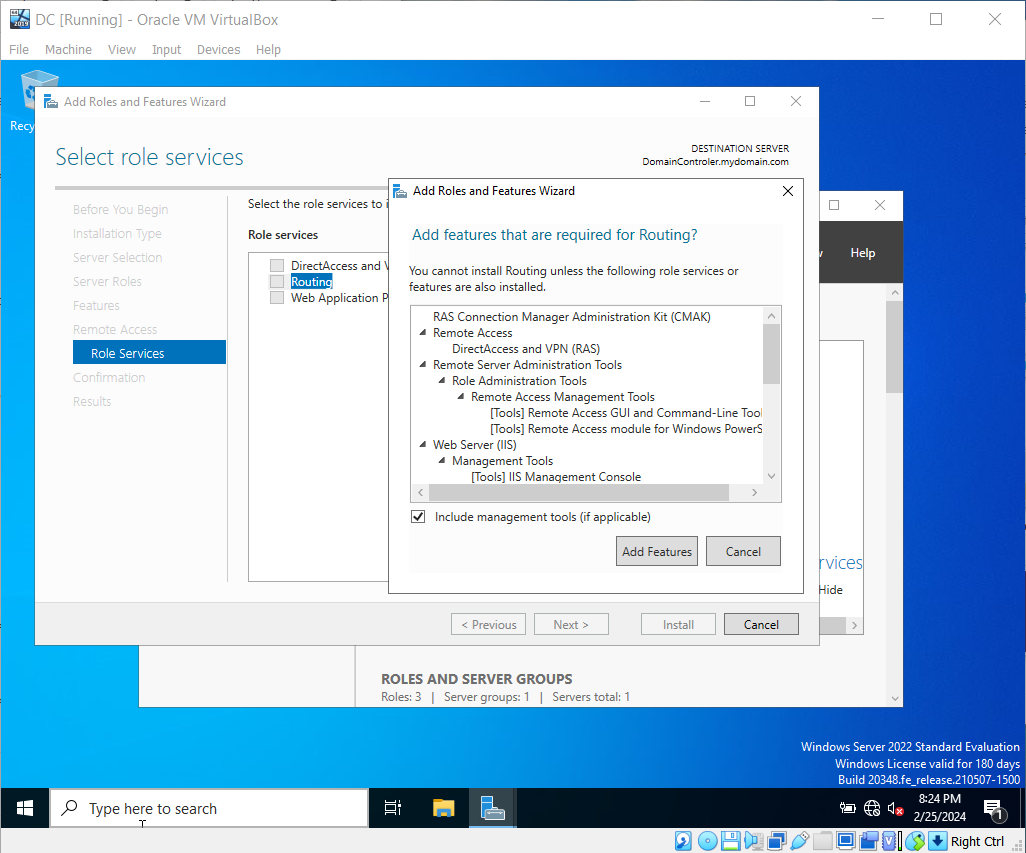 DC [Running] - Oracle VM VirtualBox
File Machine View Input Devices Help
Recy
Add Roles and Features Wizard
Select role services
DESTINATION SERVER
DomainControler.mydomain.com
Before You Begin
Installation Type
Server Selection
Server Roles
Features
Remote Access
Role Services
Confirmation
Results
Select the role services to i
Role services
DirectAccess and V
Routing
Web Application P
Add Roles and Features Wizard
Add features that are required for Routing?
You cannot install Routing unless the following role services or
features are also installed.
RAS Connection Manager Administration Kit (CMAK)
Remote Access
DirectAccess and VPN (RAS)
Remote Server Administration Tools
Role Administration Tools
Remote Access Management Tools
[Tools] Remote Access GUI and Command-Line Tool
[Tools] Remote Access module for Windows PowerS
Web Server (IIS)
Management Tools
[Tools] IIS Management Console
Include management tools (if applicable)
Add Features Cancel
< Previous Next > Install Cancel
Help
rvices
Hide
ROLES AND SERVER GROUPS
Roles: 3 | Server groups: 1 | Servers total: 1
Windows Server 2022 Standard Evaluation
Windows License valid for 180 days
Build 20348.fe_release.210507-1500
Type here to search
8:24 PM
2/25/2024
1
Right Ctrl